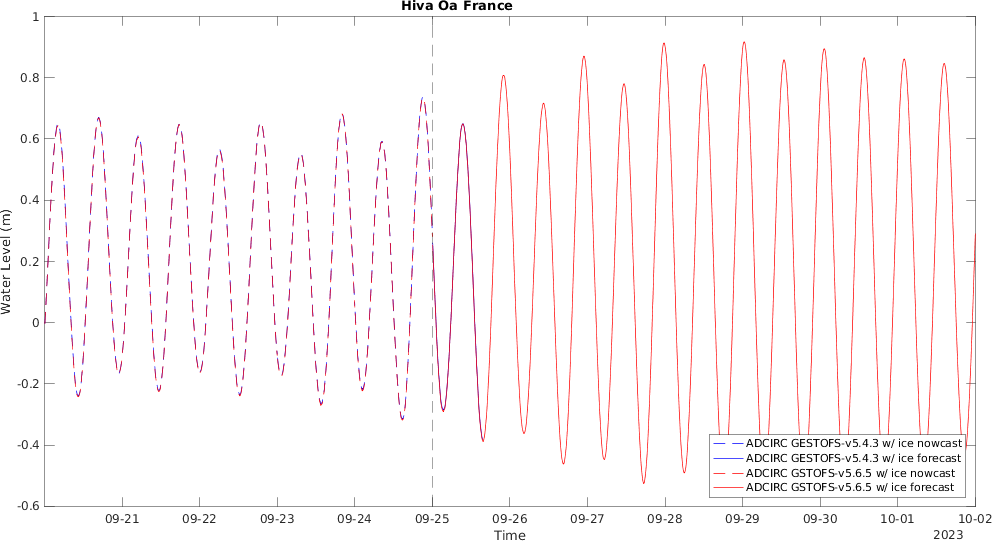 Hiva Oa France
1
0.8
0.6
0.4
0.2
0
-0.2
-0.4
-0.6
Water Level (m)
ADCIRC GESTOFS-v5.4.3 w/ ice nowcast
ADCIRC GESTOFS-v5.4.3 w/ ice forecast
ADCIRC GSTOFS-v5.6.5 w/ ice nowcast
ADCIRC GSTOFS-v5.6.5 w/ ice forecast
09-21 09-22 09-23 09-24 09-25 09-26 09-27 09-28 09-29 09-30 10-01 10-02
Time
2023